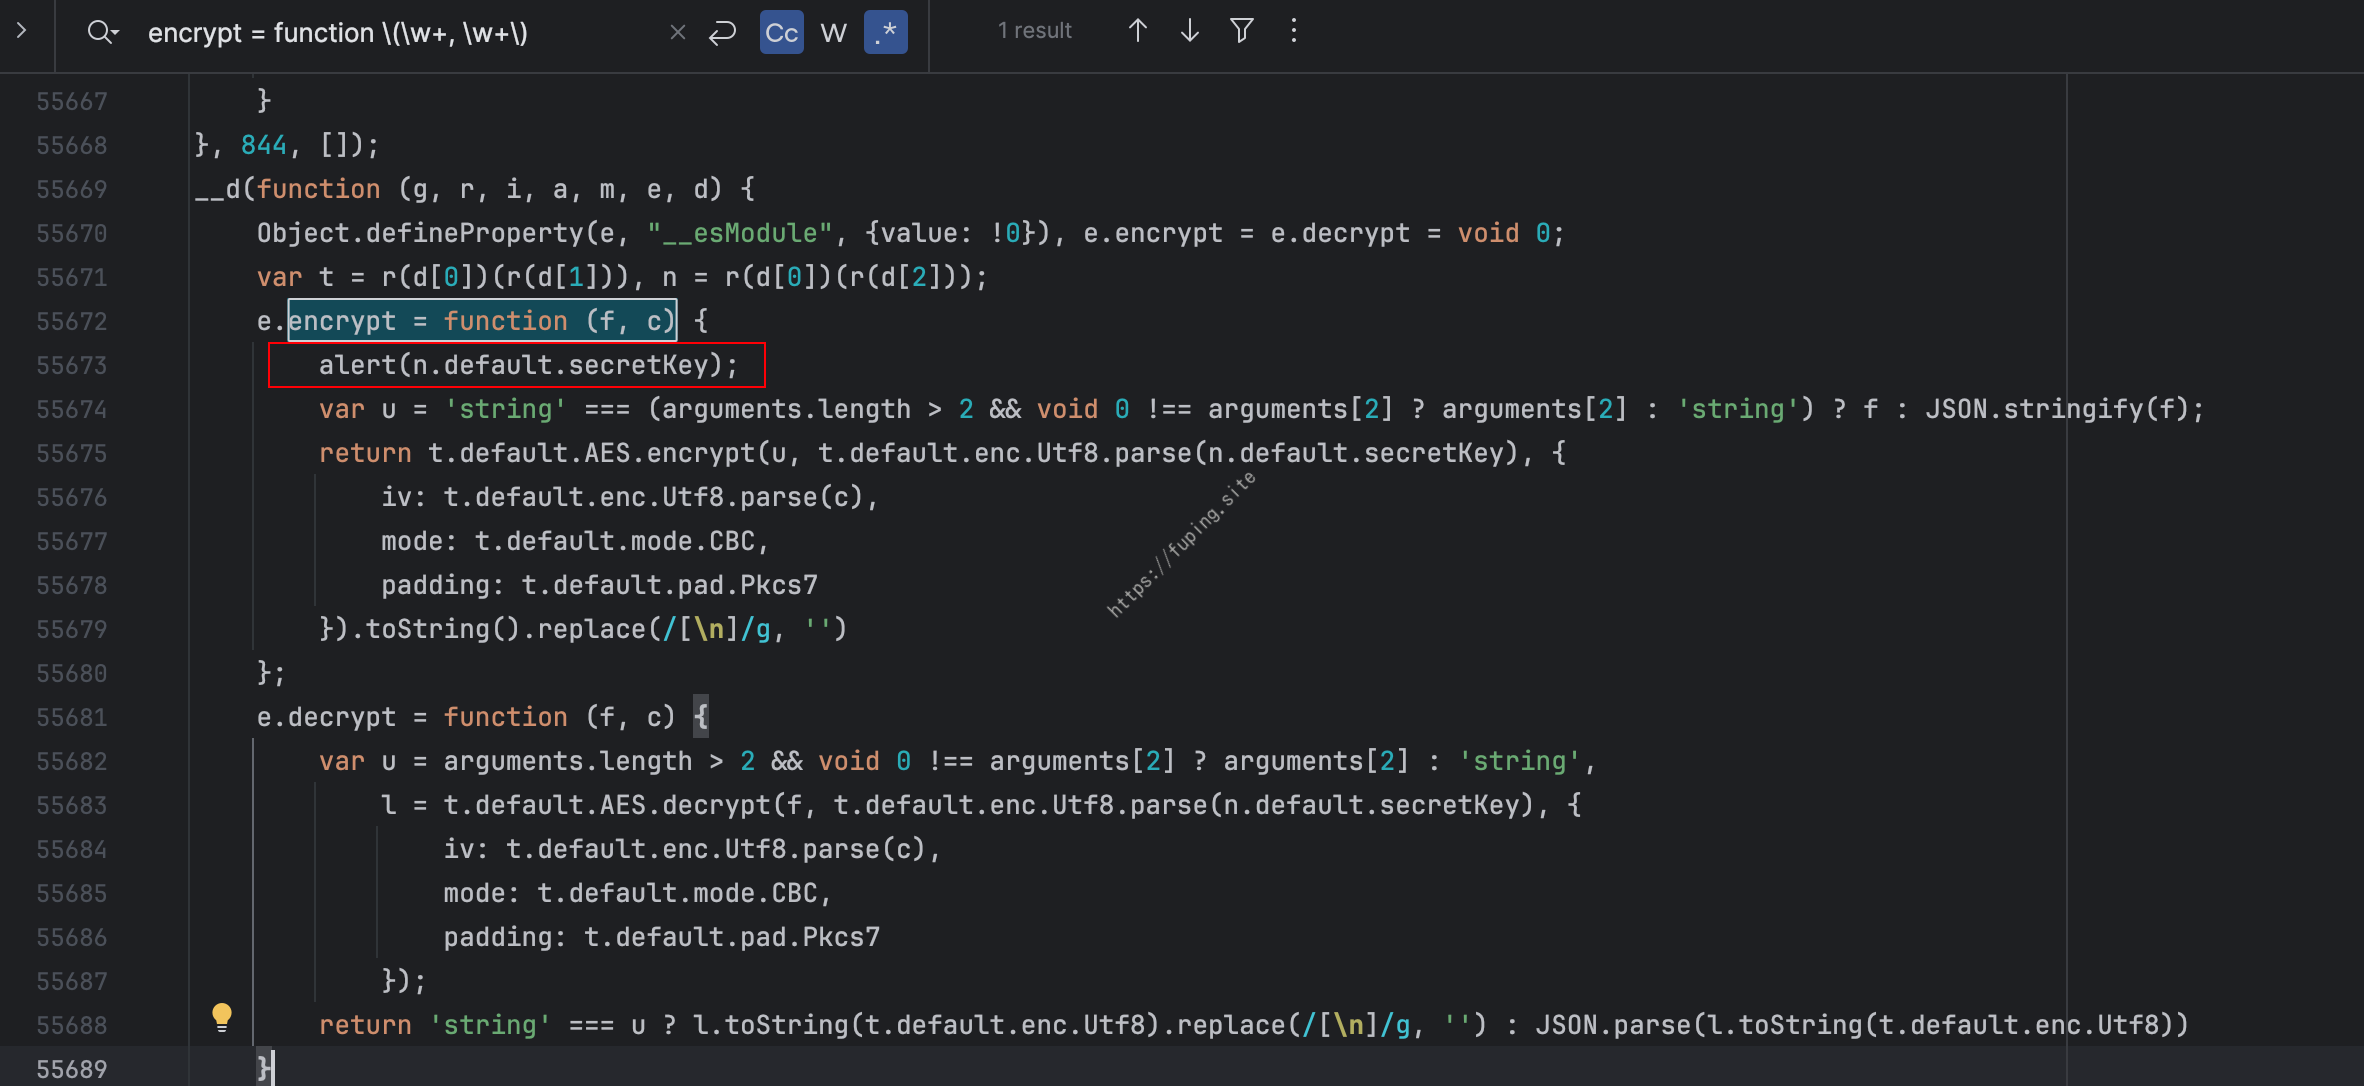 encrypt = function \(\w+, \w+\)
Cc W .* 1 result
55667 }
55668 }, 844, []);
55669 __d(function (g, r, i, a, m, e, d) {
55670 Object.defineProperty(e, "__esModule", {value: !0}), e.encrypt = e.decrypt = void 0;
55671 var t = r(d[0])(r(d[1])), n = r(d[0])(r(d[2]));
55672 e.encrypt = function (f, c) {
55673 alert(n.default.secretKey);
55674 var u = 'string' === (arguments.length > 2 && void 0 !== arguments[2] ? arguments[2] : 'string') ? f : JSON.stringify(f);
55675 return t.default.AES.encrypt(u, t.default.enc.Utf8.parse(n.default.secretKey), {
55676 iv: t.default.enc.Utf8.parse(c),
55677 mode: t.default.mode.CBC,
55678 padding: t.default.pad.Pkcs7
55679 }).toString().replace(/[\n]/g, '')
55680 };
55681 e.decrypt = function (f, c) {
55682 var u = arguments.length > 2 && void 0 !== arguments[2] ? arguments[2] : 'string',
55683 l = t.default.AES.decrypt(f, t.default.enc.Utf8.parse(n.default.secretKey), {
55684 iv: t.default.enc.Utf8.parse(c),
55685 mode: t.default.mode.CBC,
55686 padding: t.default.pad.Pkcs7
55687 });
55688 return 'string' === u ? l.toString(t.default.enc.Utf8).replace(/[\n]/g, '') : JSON.parse(l.toString(t.default.enc.Utf8))
55689 }
https://fuping.site